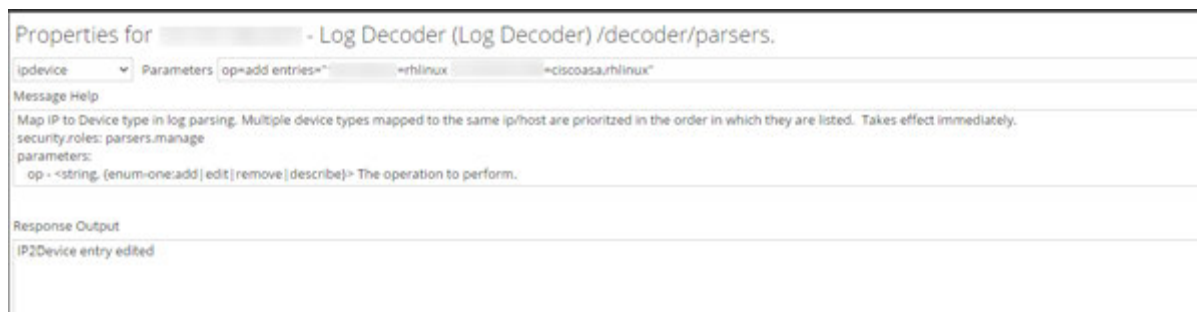 Properties for - Log Decoder (Log Decoder) /decoder/parsers.
ipdevice Parameters op=add entries=" =rhlinux =ciscoasa,rhlinux"
Message Help
Map IP to Device type in log parsing. Multiple device types mapped to the same ip/host are prioritzed in the order in which they are listed. Takes effect immediately.
security.roles: parsers.manage
parameters:
op - <string, {enum-one:add|edit|remove|describe}> The operation to perform.
Response Output
IP2Device entry edited